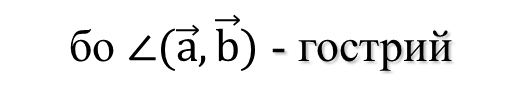 бо ∠(a⃗, b⃗) - гострий